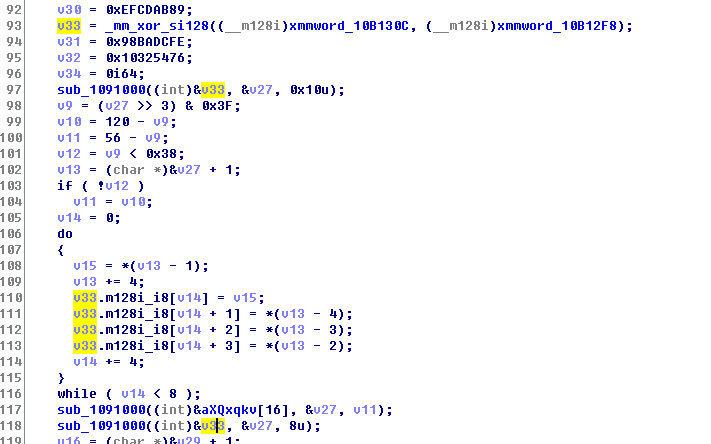 92 v30 = 0xEFCDAB89;
93 v33 = _mm_xor_si128((__m128i)xmmword_10B130C, (__m128i)xmmword_10B12F8);
94 v31 = 0x98BADCFE;
95 v32 = 0x10325476;
96 v34 = 0i64;
97 sub_1091000((int)&v33, &v27, 0x10u);
98 v9 = (v27 >> 3) & 0x3F;
99 v10 = 120 - v9;
100 v11 = 56 - v9;
101 v12 = v9 < 0x38;
102 v13 = (char *)&v27 + 1;
103 if ( !v12 )
104 v11 = v10;
105 v14 = 0;
106 do
107 {
108 v15 = *(v13 - 1);
109 v13 += 4;
110 v33.m128i_i8[v14] = v15;
111 v33.m128i_i8[v14 + 1] = *(v13 - 4);
112 v33.m128i_i8[v14 + 2] = *(v13 - 3);
113 v33.m128i_i8[v14 + 3] = *(v13 - 2);
114 v14 += 4;
115 }
116 while ( v14 < 8 );
117 sub_1091000((int)&aXQxqkv[16], &v27, v11);
118 sub_1091000((int)&v33, &v27, 8u);
119 v16 = (char *)&v29 + 1;